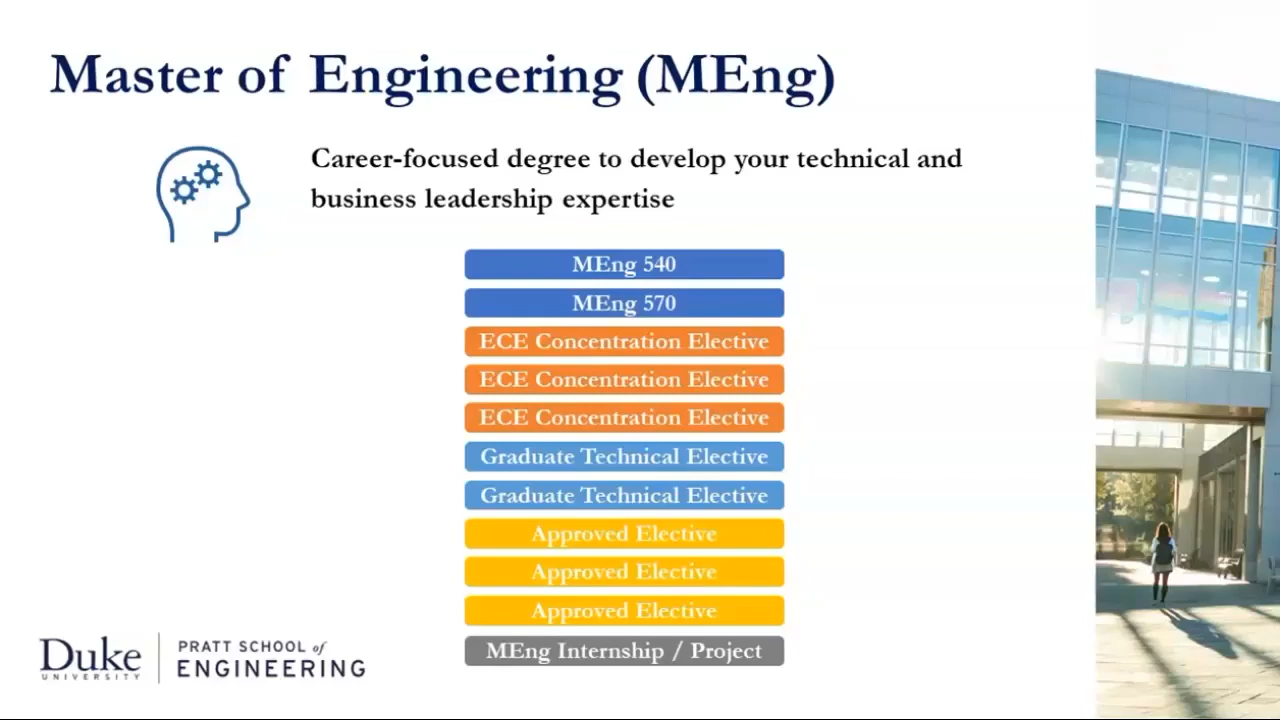 Master of Engineering (MEng)
Career-focused degree to develop your technical and
business leadership expertise
MEng 540
MEng 570
ECE Concentration Elective
ECE Concentration Elective
ECE Concentration Elective
Graduate Technical Elective
Graduate Technical Elective
Approved Elective
Approved Elective
Approved Elective
MEng Internship / Project
Duke
UNIVERSITY
PRATT SCHOOL of
ENGINEERING